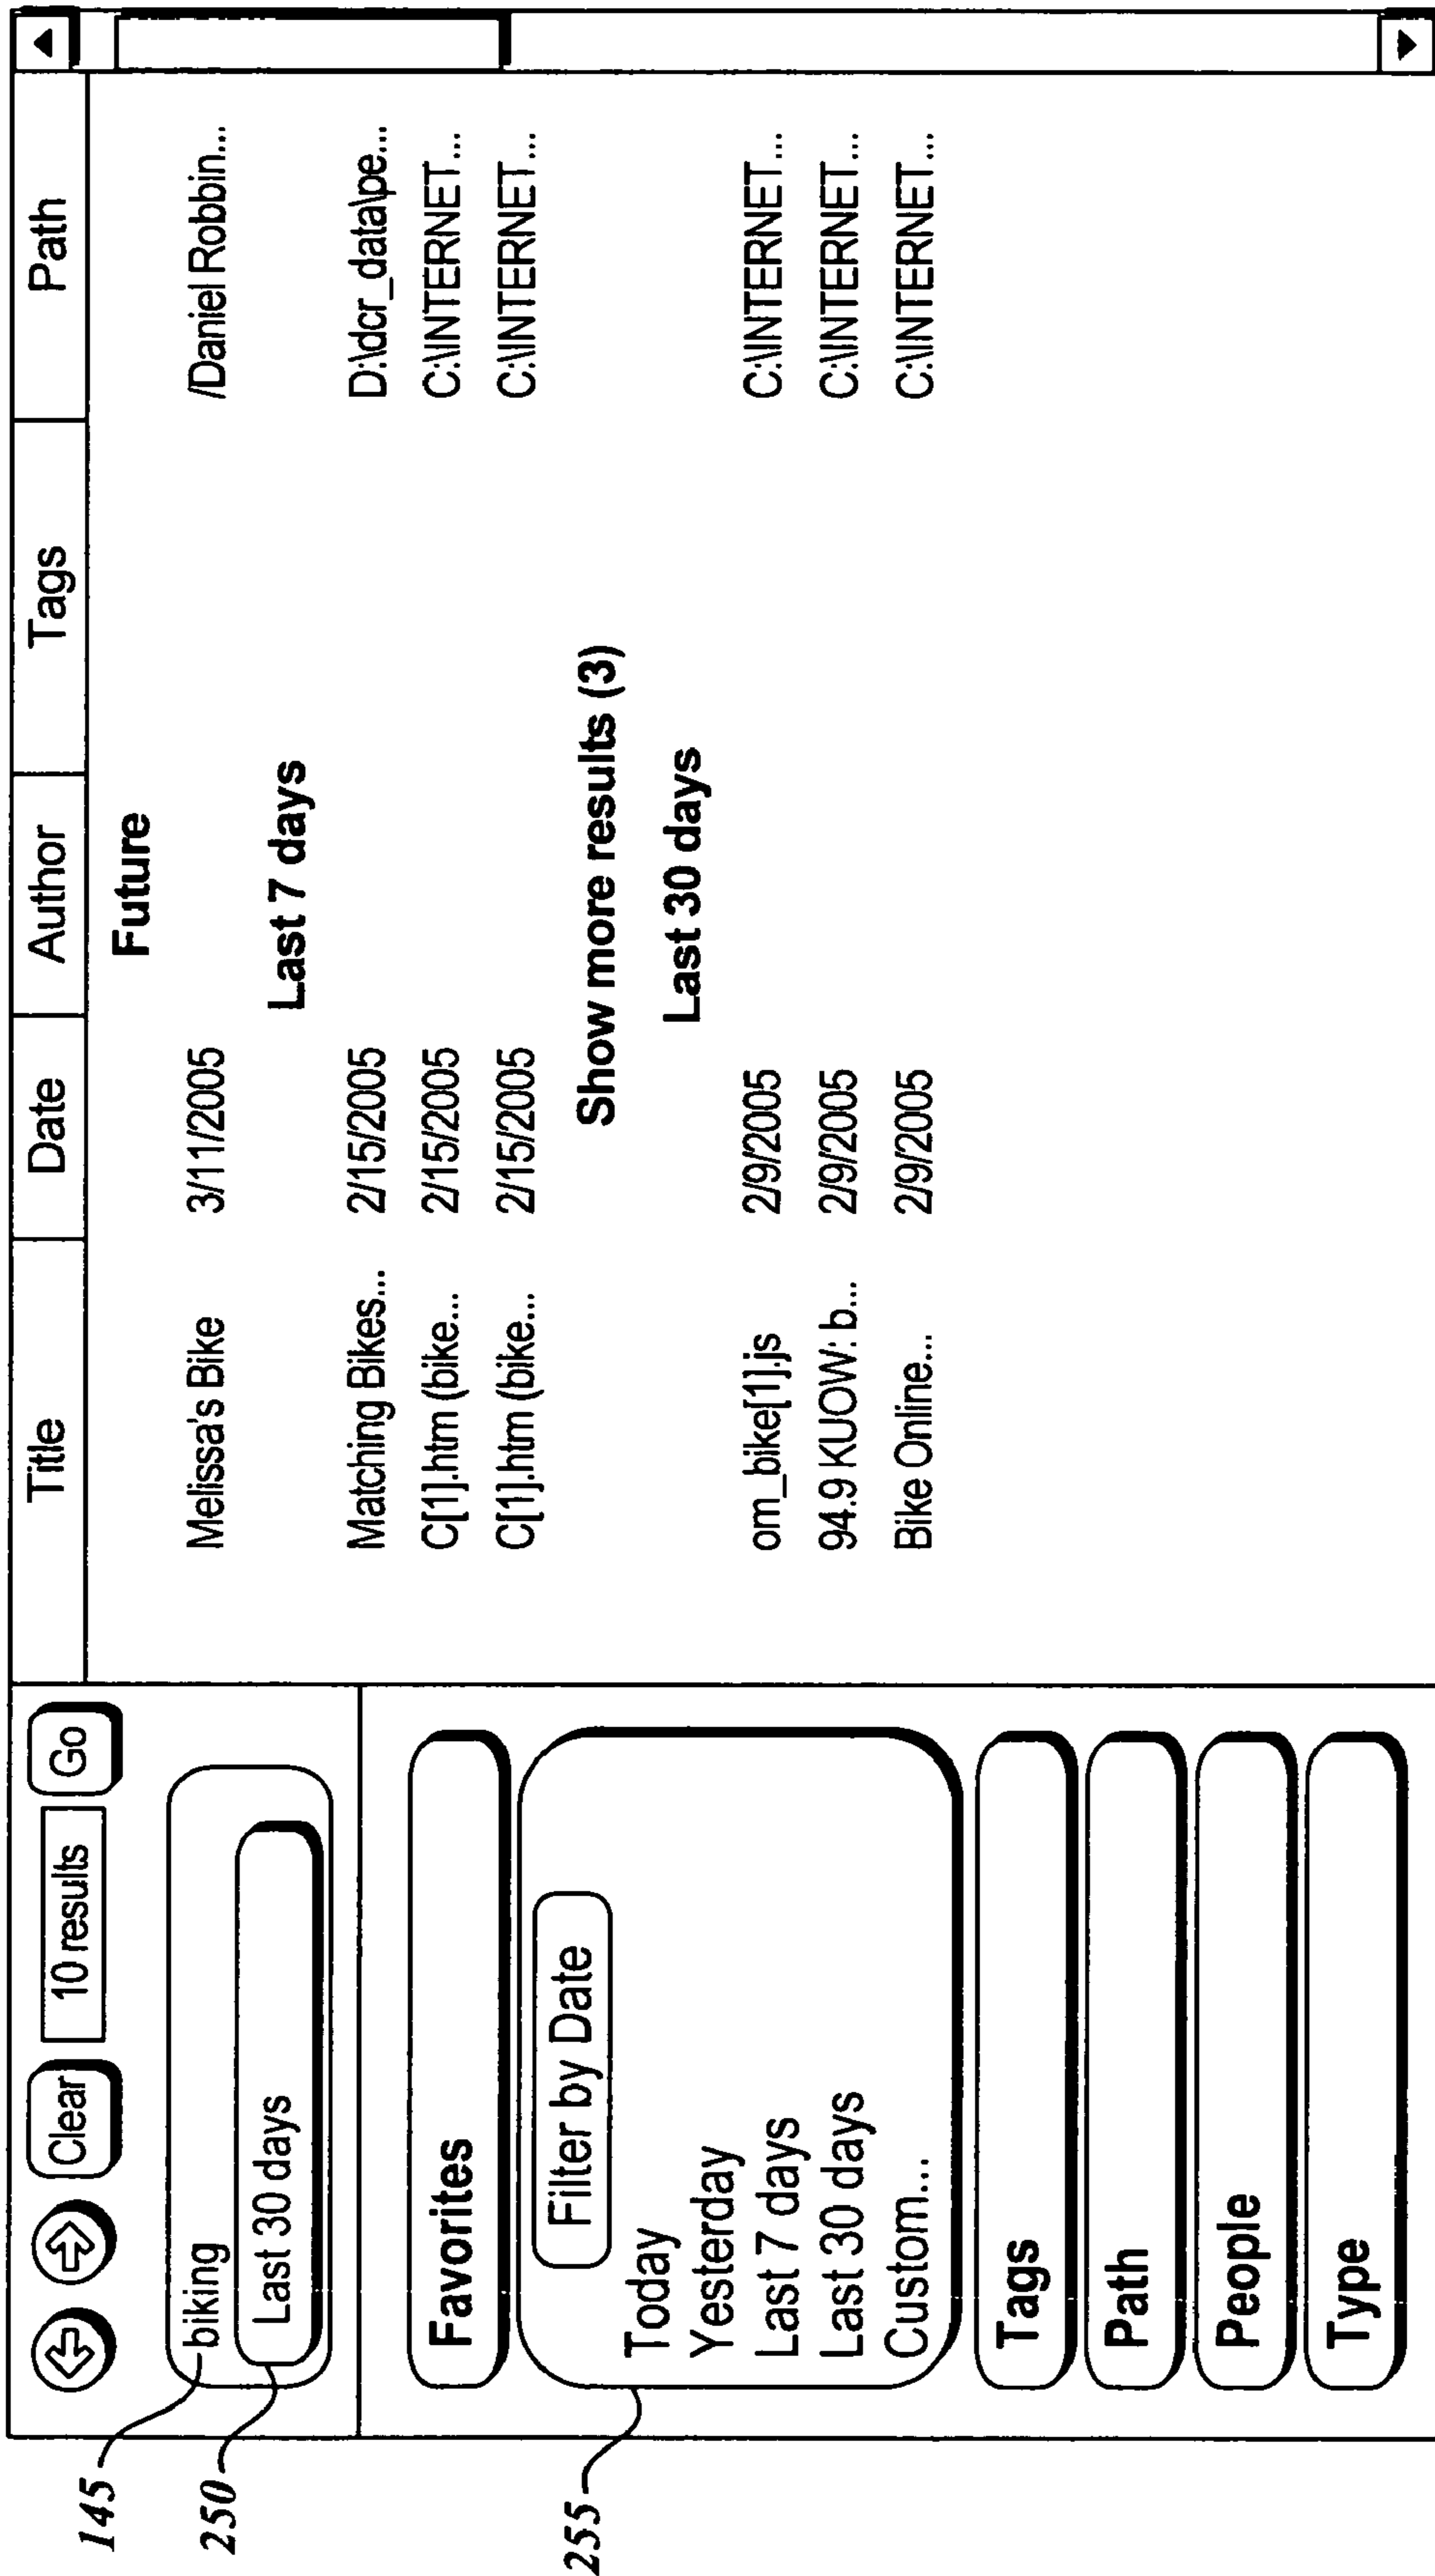 Clear 10 results Go
145 biking
250 Last 30 days
Favorites
255
Filter by Date
Today
Yesterday
Last 7 days
Last 30 days
Custom...
Tags
Path
People
Type
Title Date Author Tags Path
Future
Melissa's Bike 3/11/2005 /Daniel Robbin...
Last 7 days
Matching Bikes... 2/15/2005 D:\dcr_data\pe...
C[1].htm (bike... 2/15/2005 C:\INTERNET...
C[1].htm (bike... 2/15/2005 C:\INTERNET...
Show more results (3)
Last 30 days
om_bike[1].js 2/9/2005 C:\INTERNET...
94.9 KUOW: b... 2/9/2005 C:\INTERNET...
Bike Online... 2/9/2005 C:\INTERNET...